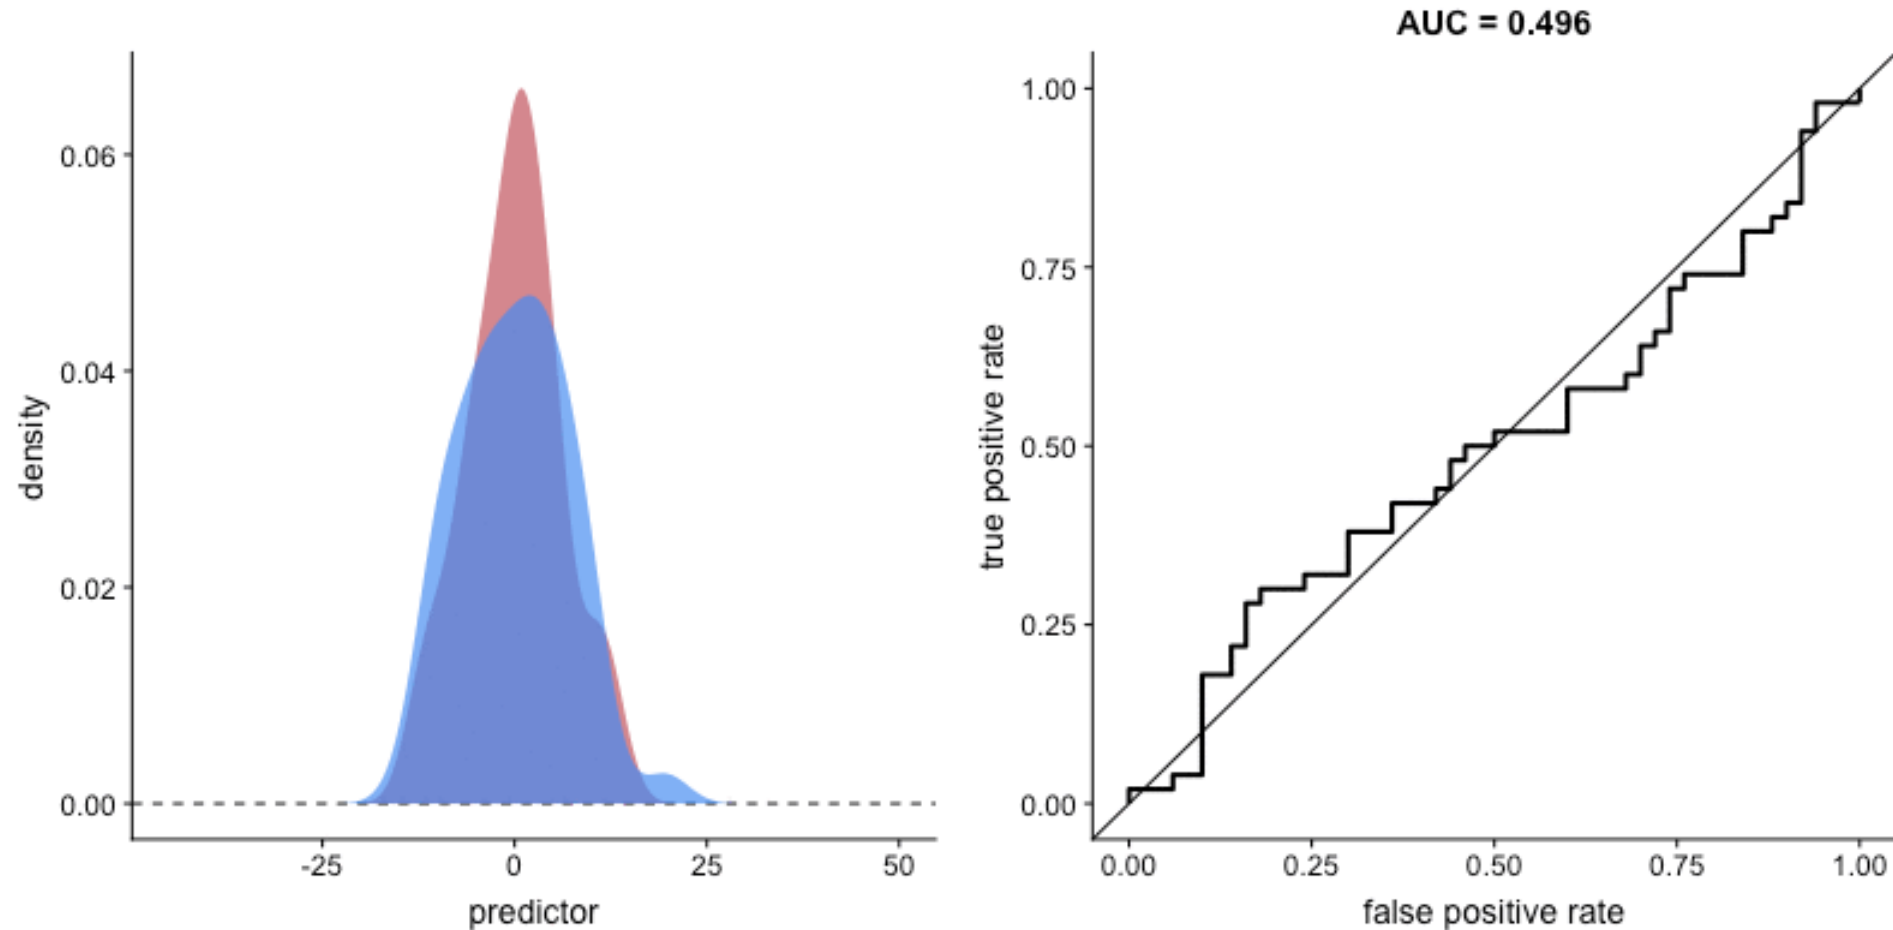 density
0.06
0.04
0.02
0.00
-25 0 25 50
predictor
AUC = 0.496
true positive rate
1.00
0.75
0.50
0.25
0.00
0.00 0.25 0.50 0.75 1.00
false positive rate